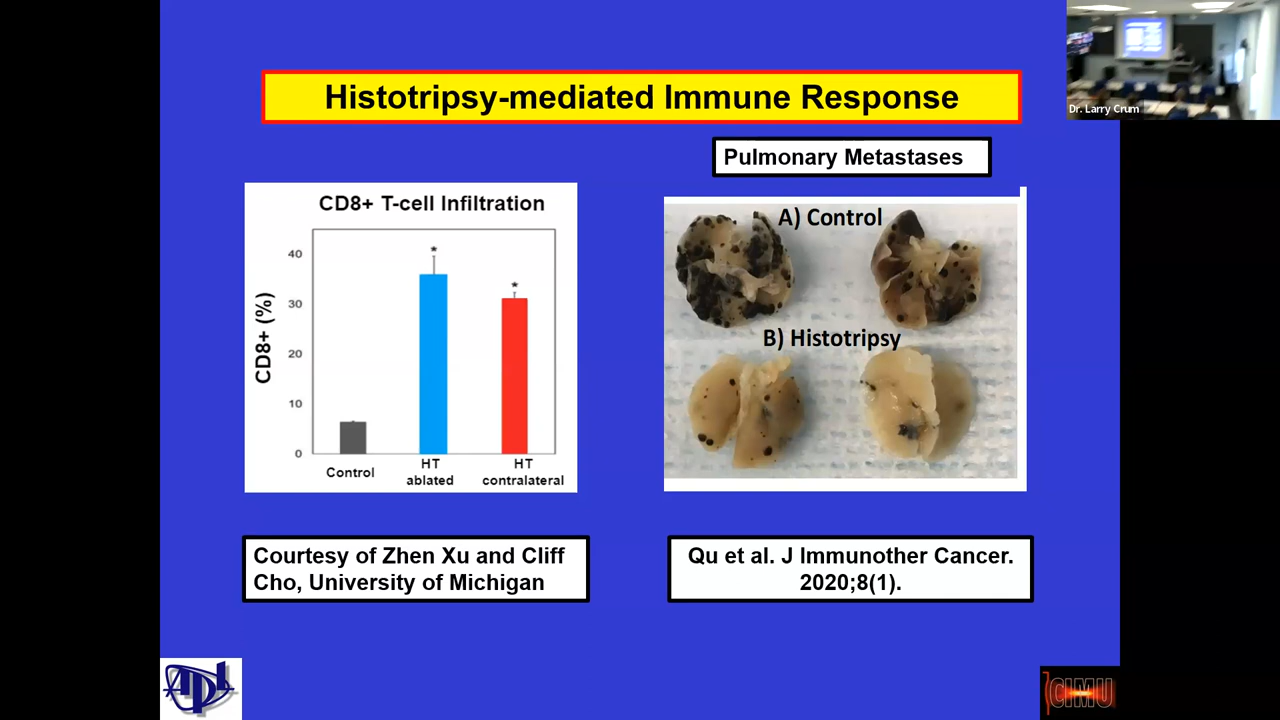 Histotripsy-mediated Immune Response
Dr. Larry Crum
Pulmonary Metastases
CD8+ T-cell Infiltration
CD8+ (%)
40
30
20
10
0
*
*
Control
HT
ablated
HT
contralateral
A) Control
B) Histotripsy
Courtesy of Zhen Xu and Cliff
Cho, University of Michigan
Qu et al. J Immunother Cancer.
2020;8(1).
APL
CIMU